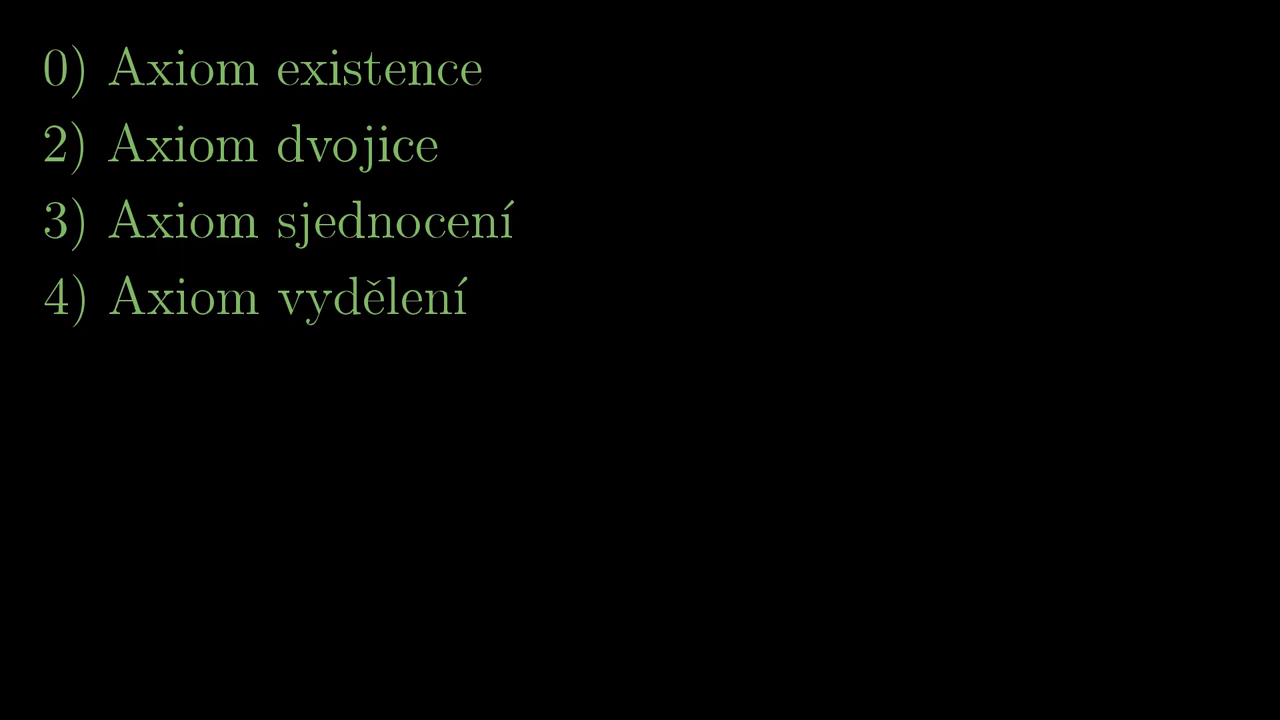 0) Axiom existence
2) Axiom dvojice
3) Axiom sjednocení
4) Axiom vydělení